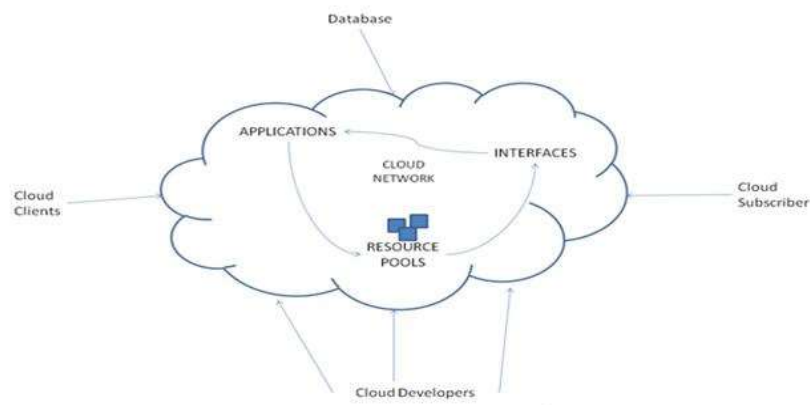 Database
APPLICATIONS
INTERFACES
CLOUD
NETWORK
Cloud
Clients
Cloud
Subscriber
RESOURCE
POOLS
Cloud Developers